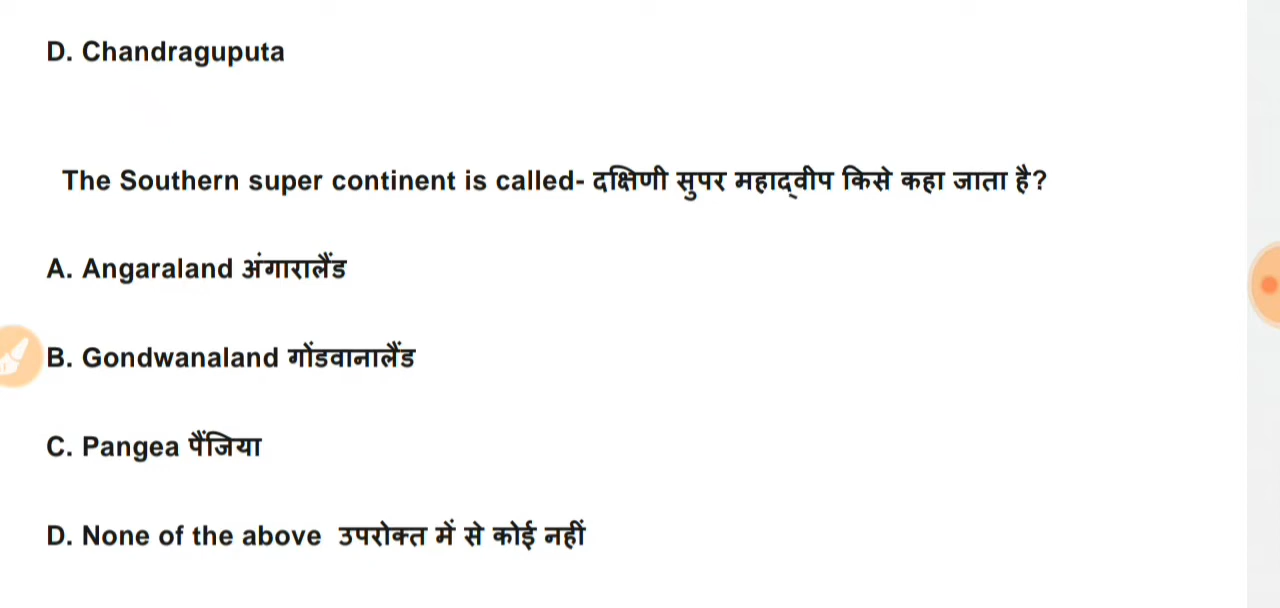 D. Chandraguputa
The Southern super continent is called- दक्षिणी सुपर महाद्वीप किसे कहा जाता है?
A. Angaraland अंगारालैंड
B. Gondwanaland गोंडवानालैंड
C. Pangea पैंजिया
D. None of the above उपरोक्त में से कोई नहीं